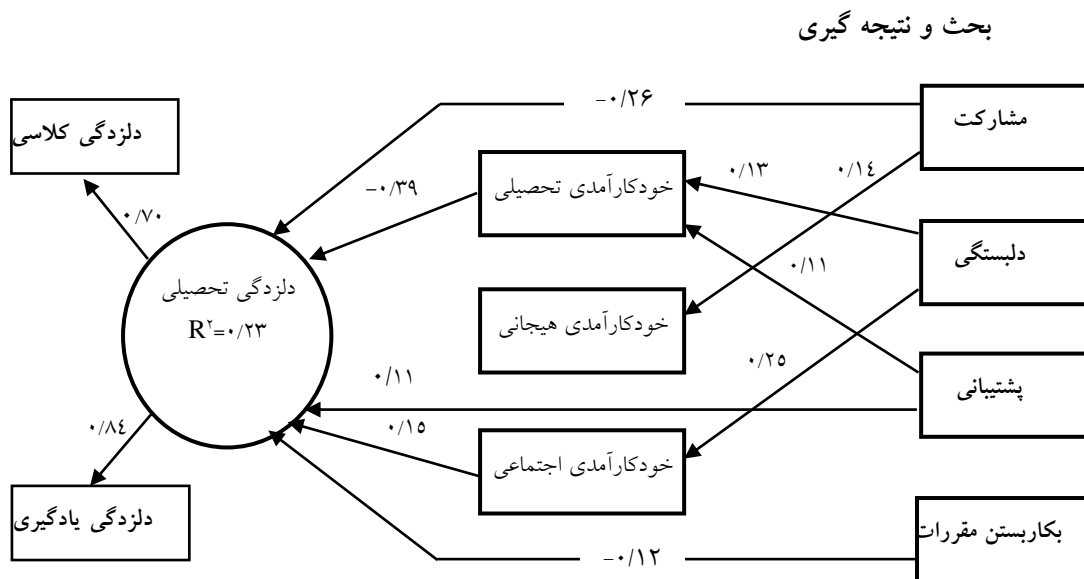 بحث و نتیجه گیری
-۰/۲۶
مشارکت
دلزدگی کلاسی
۰/۱۴
۰/۱۳
خودکارآمدی تحصیلی
-۰/۳۹
۰/۷۰
دلبستگی
۰/۱۱
دلزدگی تحصیلی
R۲=۰/۲۳
خودکارآمدی هیجانی
۰/۲۵
۰/۱۱
پشتیبانی
۰/۱۵
۰/۸٤
خودکارآمدی اجتماعی
دلزدگی یادگیری
بکاربستن مقررات
-۰/۱۲